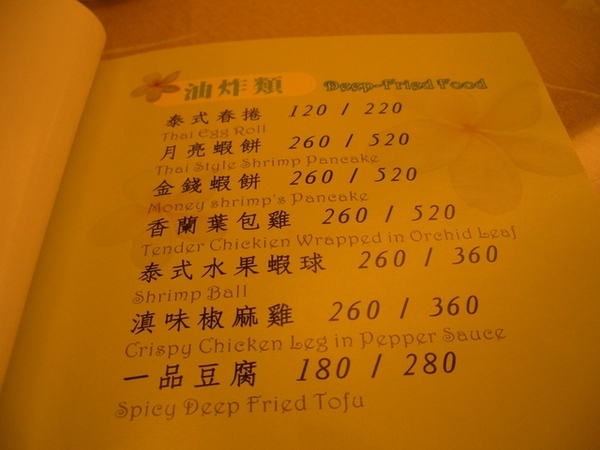 油炸類 Deep-Fried Food
泰式春捲 120 / 220
Thai Egg Roll
月亮蝦餅 260 / 520
Thai Style Shrimp Pancake
金錢蝦餅 260 / 520
Money shrimp's Pancake
香蘭葉包雞 260 / 520
Tender Chickien Wrapped in Orchid Leaf
泰式水果蝦球 260 / 360
Shrimp Ball
滇味椒麻雞 260 / 360
Crispy Chicken Leg in Pepper Sauce
一品豆腐 180 / 280
Spicy Deep Fried Tofu